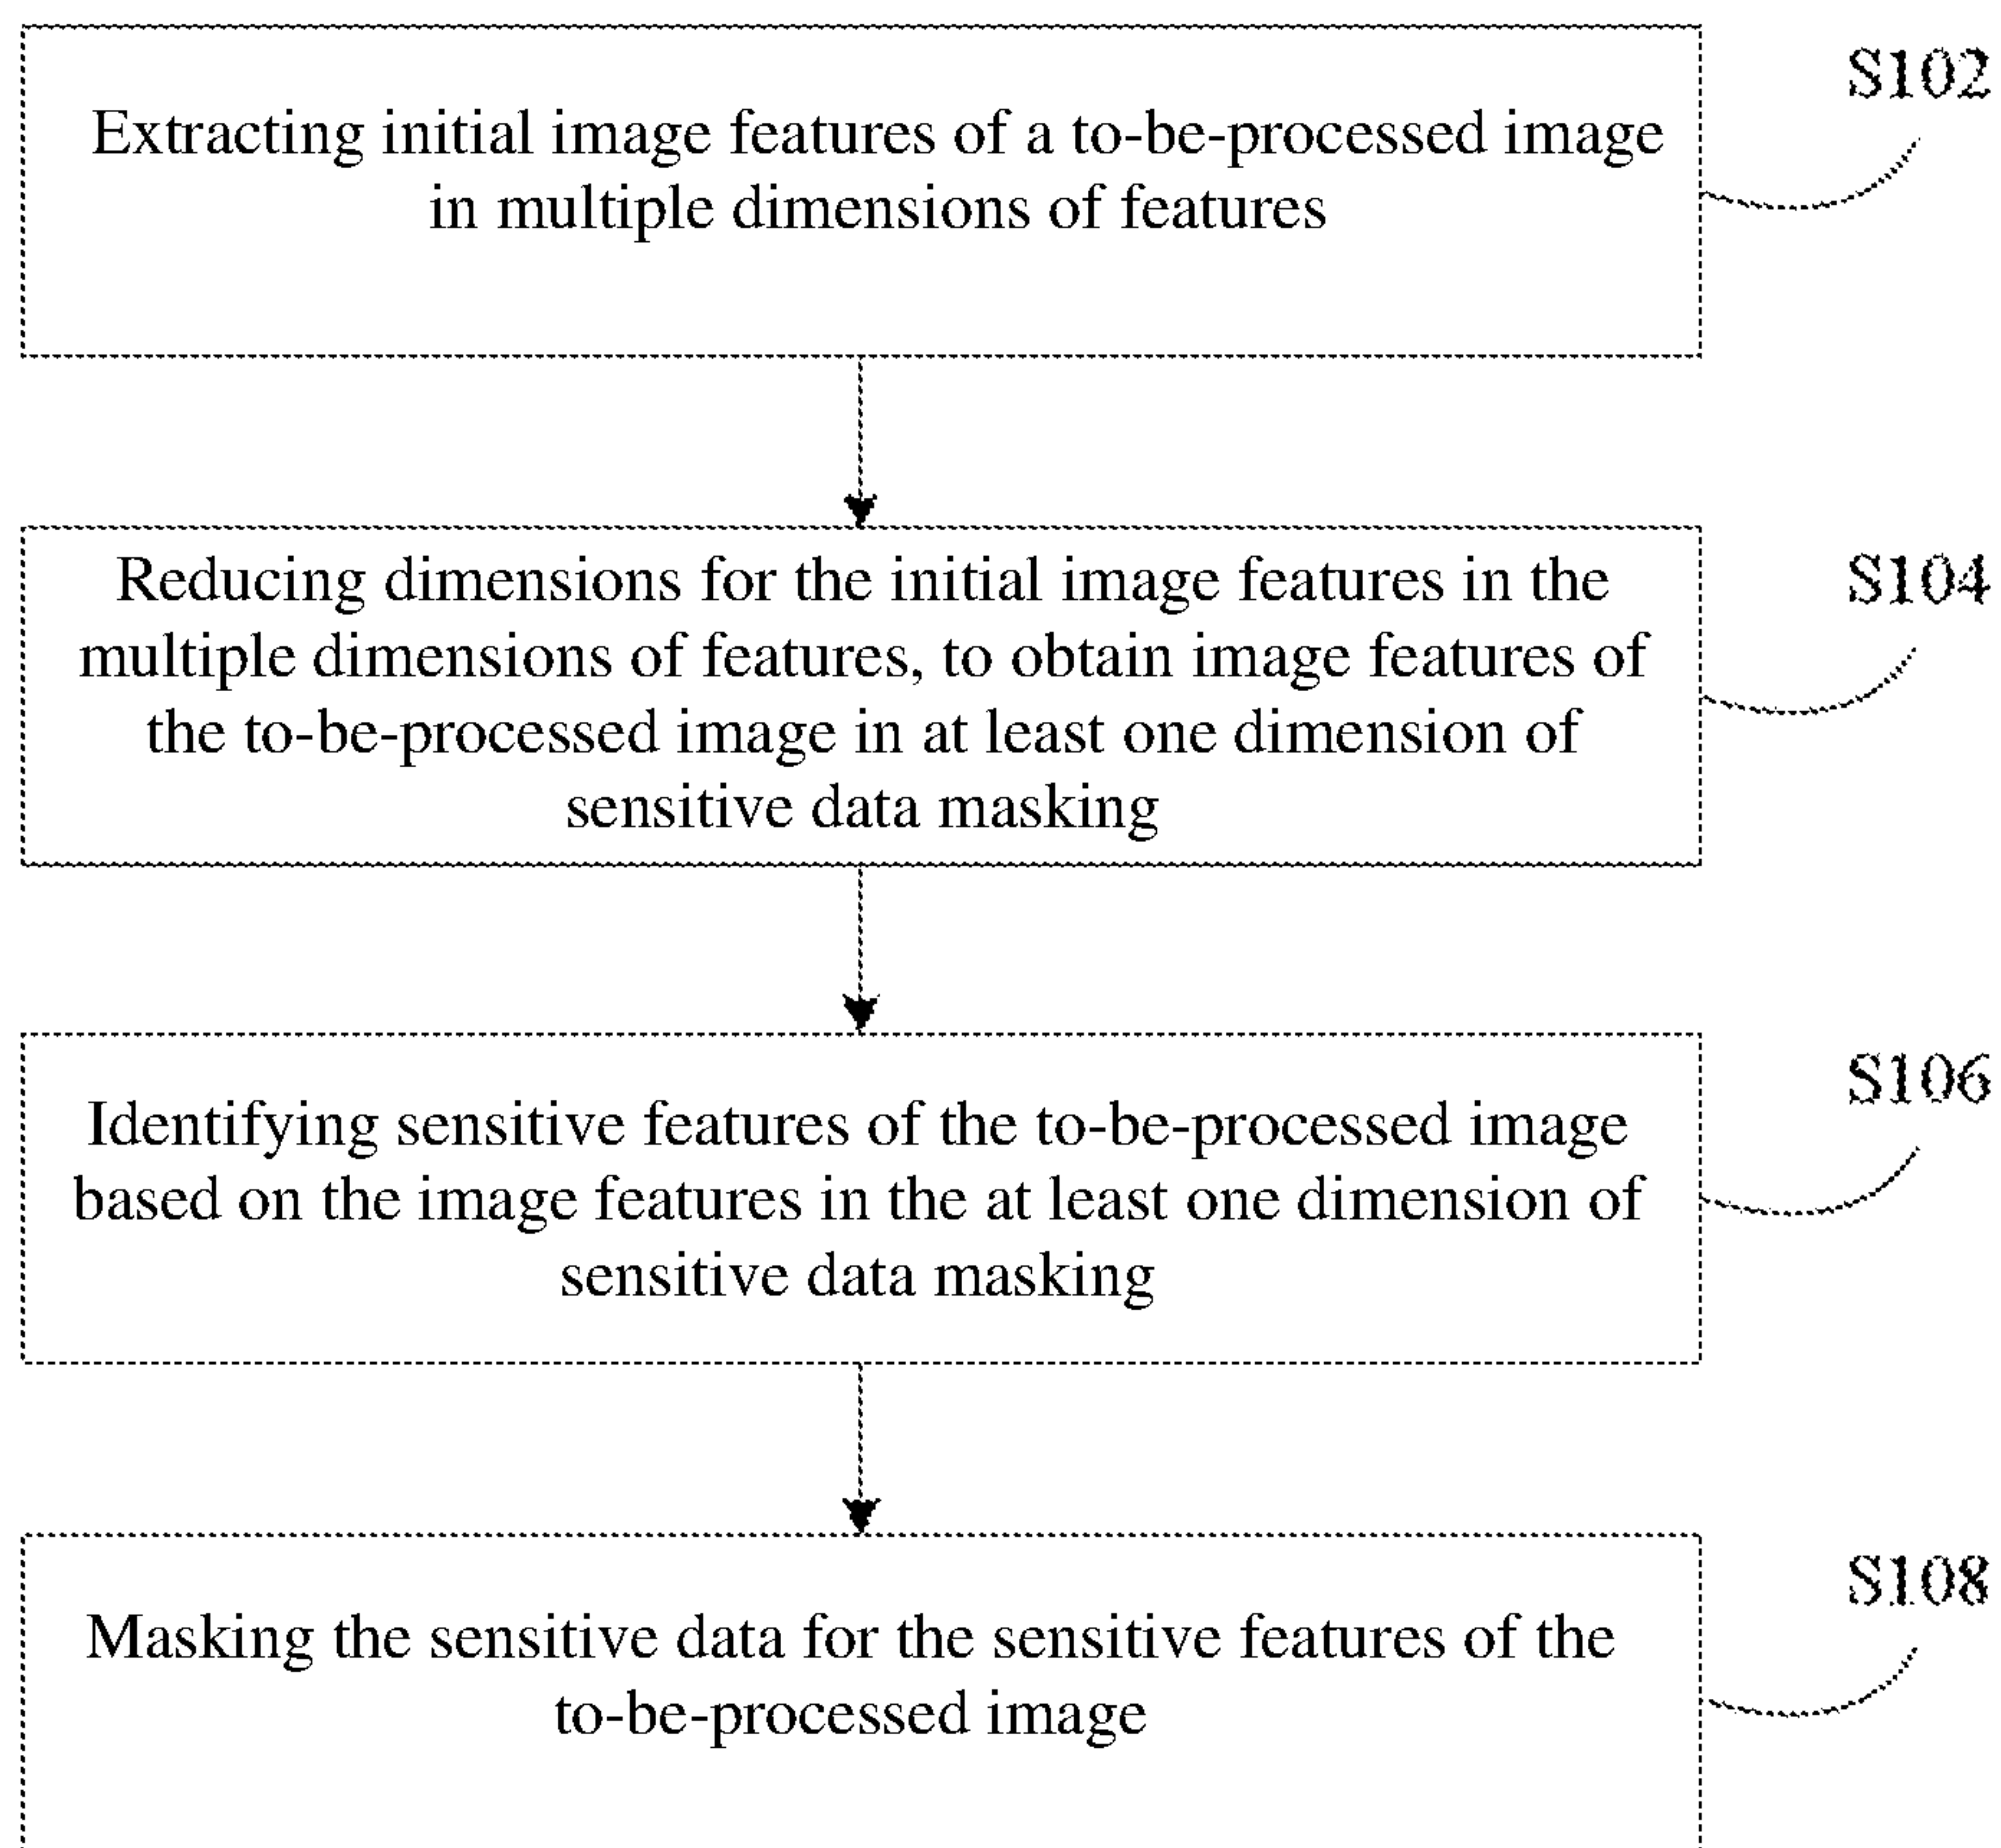 S102
Extracting initial image features of a to-be-processed image
in multiple dimensions of features
S104
Reducing dimensions for the initial image features in the
multiple dimensions of features, to obtain image features of
the to-be-processed image in at least one dimension of
sensitive data masking
S106
Identifying sensitive features of the to-be-processed image
based on the image features in the at least one dimension of
sensitive data masking
S108
Masking the sensitive data for the sensitive features of the
to-be-processed image